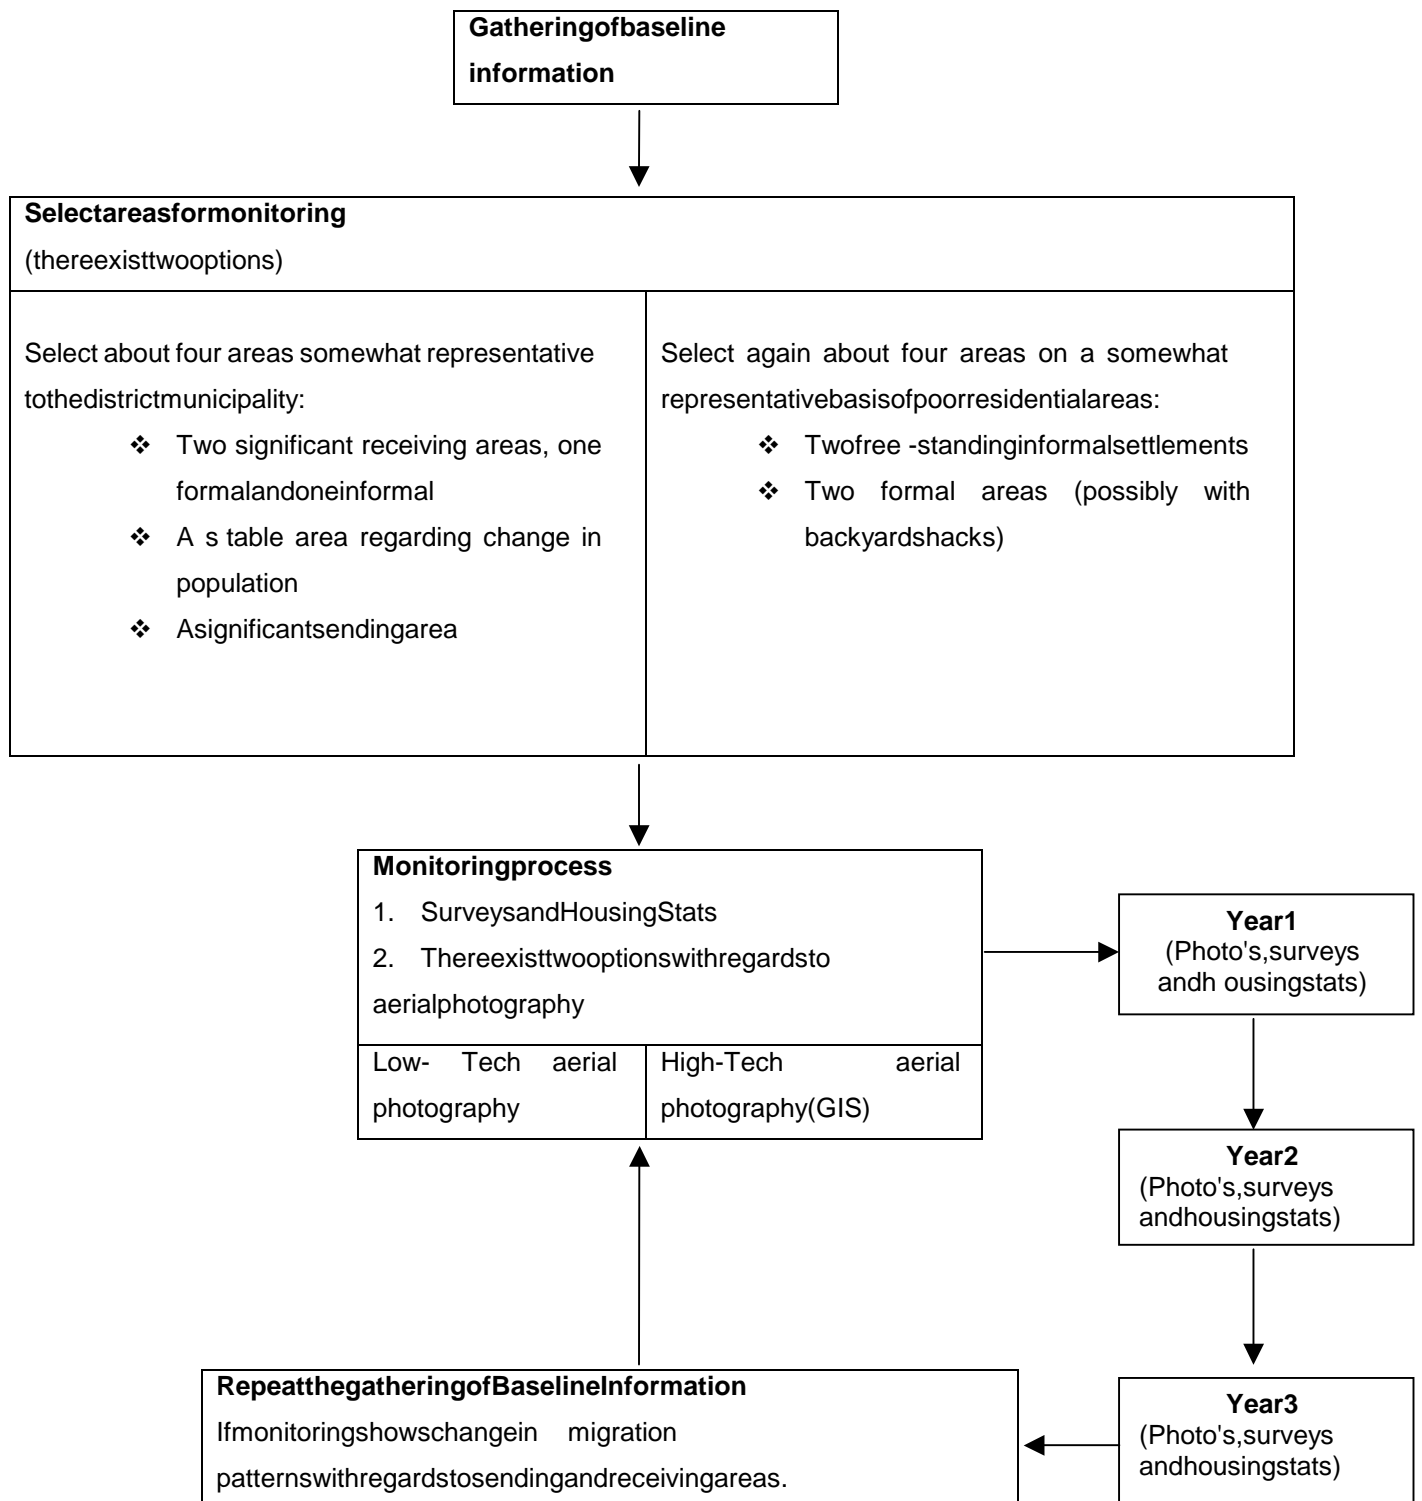 Gatheringofbaseline
information
Selectareasformonitoring
(thereexisttwooptions)
Select about four areas somewhat representative
tothedistrictmunicipality:
❖ Two significant receiving areas, one
formalandoneinformal
❖ A s table area regarding change in
population
❖ Asignificantsendingarea
Select again about four areas on a somewhat
representativebasisofpoorresidentialareas:
❖ Twofree -standinginformalsettlements
❖ Two formal areas (possibly with
backyardshacks)
Monitoringprocess
1. SurveysandHousingStats
2. Thereexisttwooptionswithregardsto
aerialphotography
Low- Tech aerial
photography
High-Tech aerial
photography(GIS)
Year1
(Photo's,surveys
andh ousingstats)
Year2
(Photo's,surveys
andhousingstats)
Year3
(Photo's,surveys
andhousingstats)
RepeatthegatheringofBaselineInformation
Ifmonitoringshowschangein migration
patternswithregardstosendingandreceivingareas.